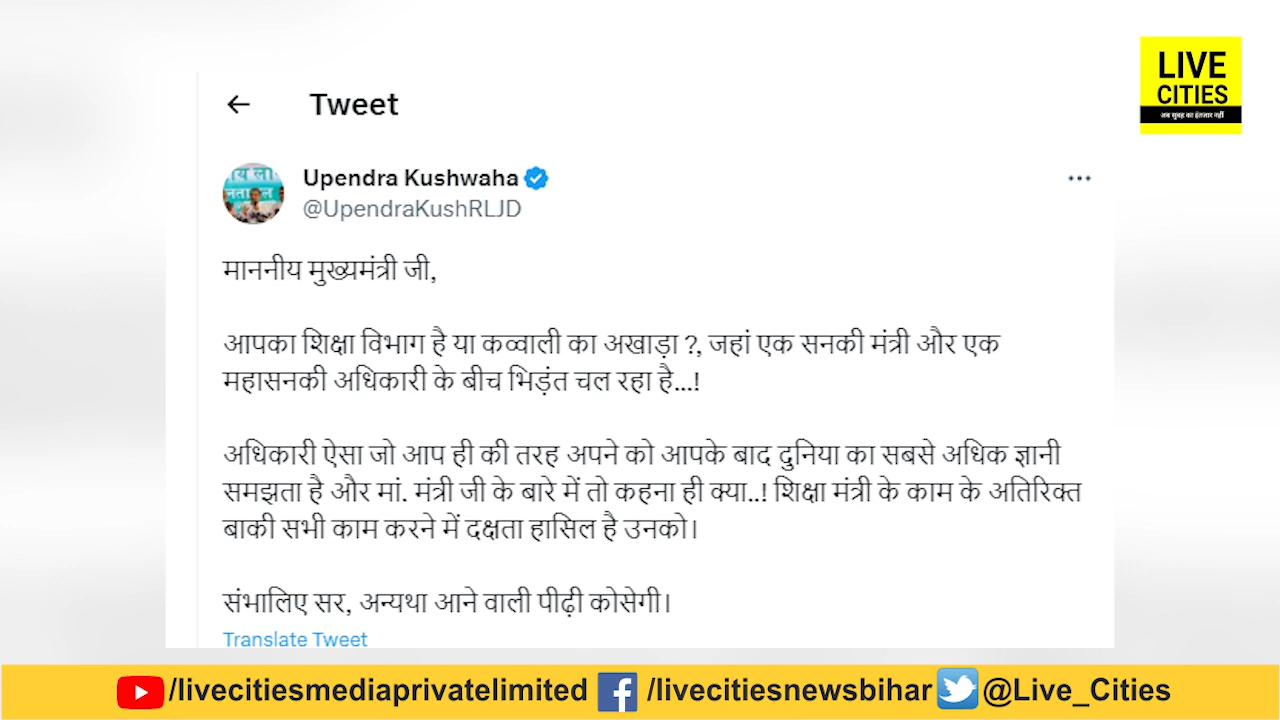 LIVE
CITIES
अब सुबह का इंतजार नहीं
Tweet
Upendra Kushwaha
@UpendraKushRLJD
माननीय मुख्यमंत्री जी,
आपका शिक्षा विभाग है या कव्वाली का अखाड़ा ?, जहां एक सनकी मंत्री और एक
महासनकी अधिकारी के बीच भिड़ंत चल रहा है...!
अधिकारी ऐसा जो आप ही की तरह अपने को आपके बाद दुनिया का सबसे अधिक ज्ञानी
समझता है और मां. मंत्री जी के बारे में तो कहना ही क्या..! शिक्षा मंत्री के काम के अतिरिक्त
बाकी सभी काम करने में दक्षता हासिल है उनको।
संभालिए सर, अन्यथा आने वाली पीढ़ी कोसेगी।
Translate Tweet
/livecitiesmediaprivatelimited /livecitiesnewsbihar @Live_Cities